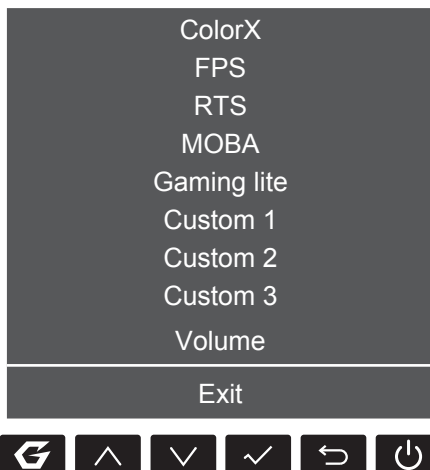 ColorX
FPS
RTS
MOBA
Gaming lite
Custom 1
Custom 2
Custom 3
Volume
Exit